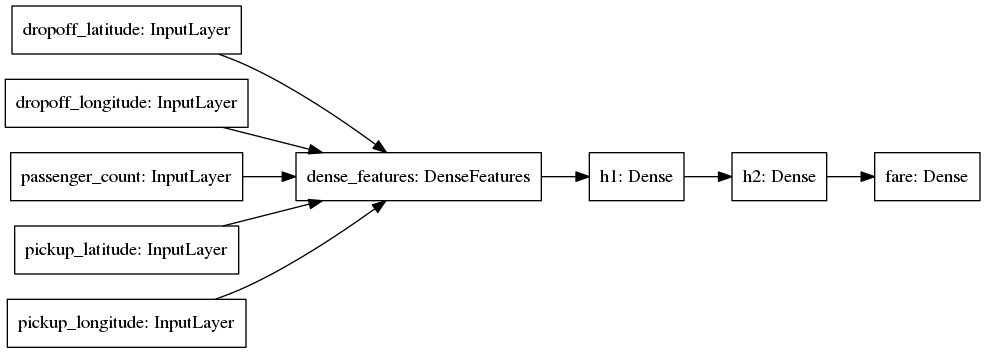 dropoff_latitude: InputLayer
dropoff_longitude: InputLayer
passenger_count: InputLayer
pickup_latitude: InputLayer
pickup_longitude: InputLayer
dense_features: DenseFeatures
h1: Dense
h2: Dense
fare: Dense